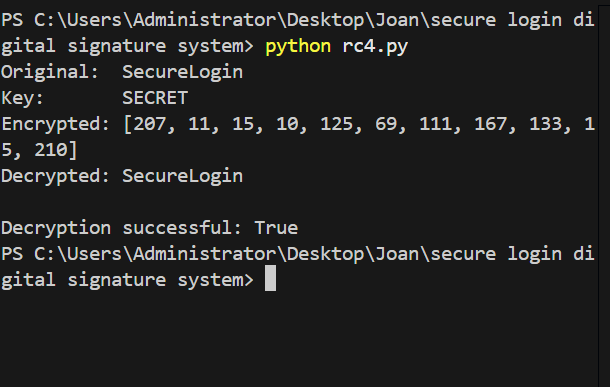 PS C:\Users\Administrator\Desktop\Joan\secure login di
gital signature system> python rc4.py
Original:  SecureLogin
Key:       SECRET
Encrypted: [207, 11, 15, 10, 125, 69, 111, 167, 133, 1
5, 210]
Decrypted: SecureLogin

Decryption successful: True
PS C:\Users\Administrator\Desktop\Joan\secure login di
gital signature system>